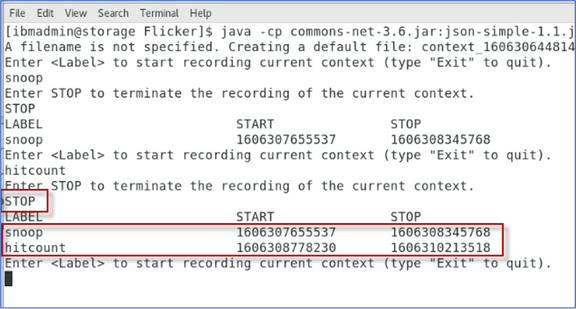 File Edit View Search Terminal Help
[ibmadmin@storage Flicker]$ java -cp commons-net-3.6.jar:json-simple-1.1.j
A filename is not specified. Creating a default file: context_160630644814
Enter <Label> to start recording current context (type "Exit" to quit).
snoop
Enter STOP to terminate the recording of the current context.
STOP
LABEL START STOP
snoop 1606307655537 1606308345768
Enter <Label> to start recording current context (type "Exit" to quit).
hitcount
Enter STOP to terminate the recording of the current context.
STOP
LABEL START STOP
snoop 1606307655537 1606308345768
hitcount 1606308778230 1606310213518
Enter <Label> to start recording current context (type "Exit" to quit).